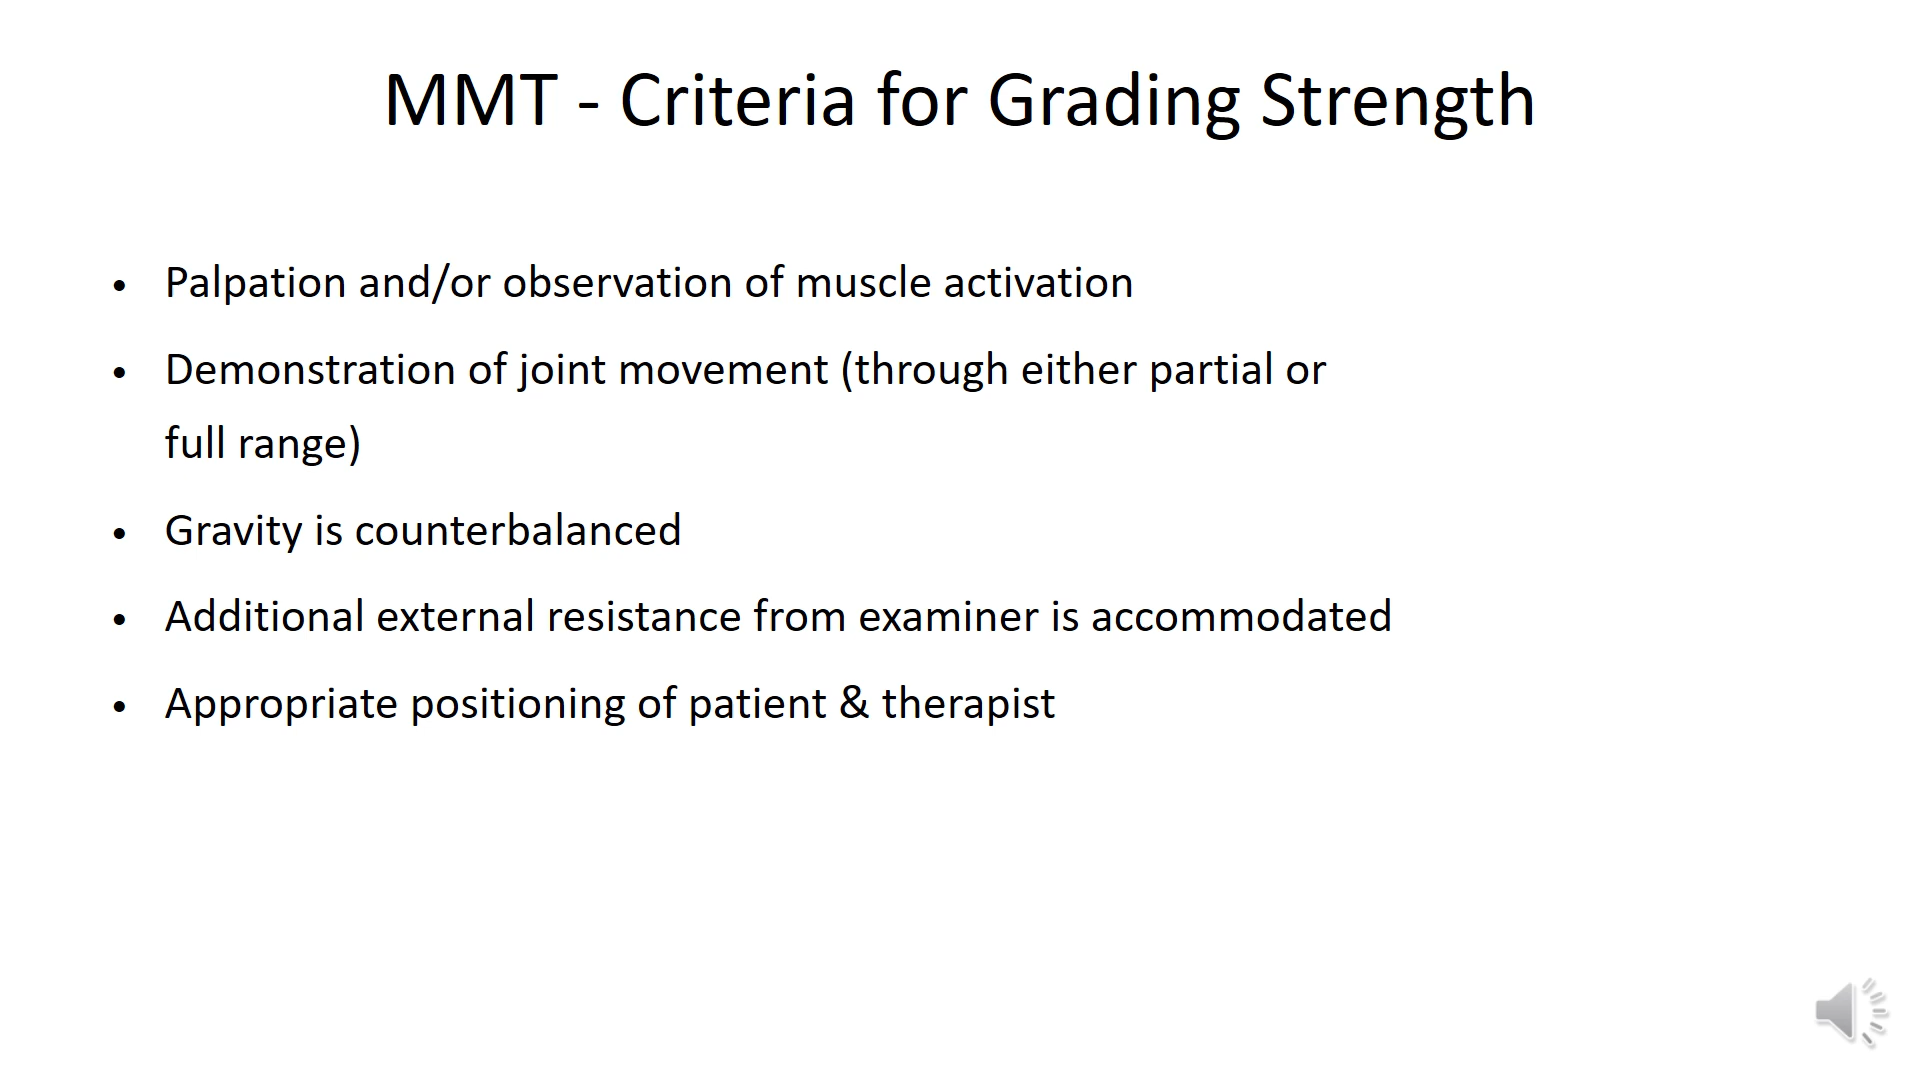 MMT - Criteria for Grading Strength
• Palpation and/or observation of muscle activation
• Demonstration of joint movement (through either partial or
full range)
• Gravity is counterbalanced
• Additional external resistance from examiner is accommodated
• Appropriate positioning of patient & therapist